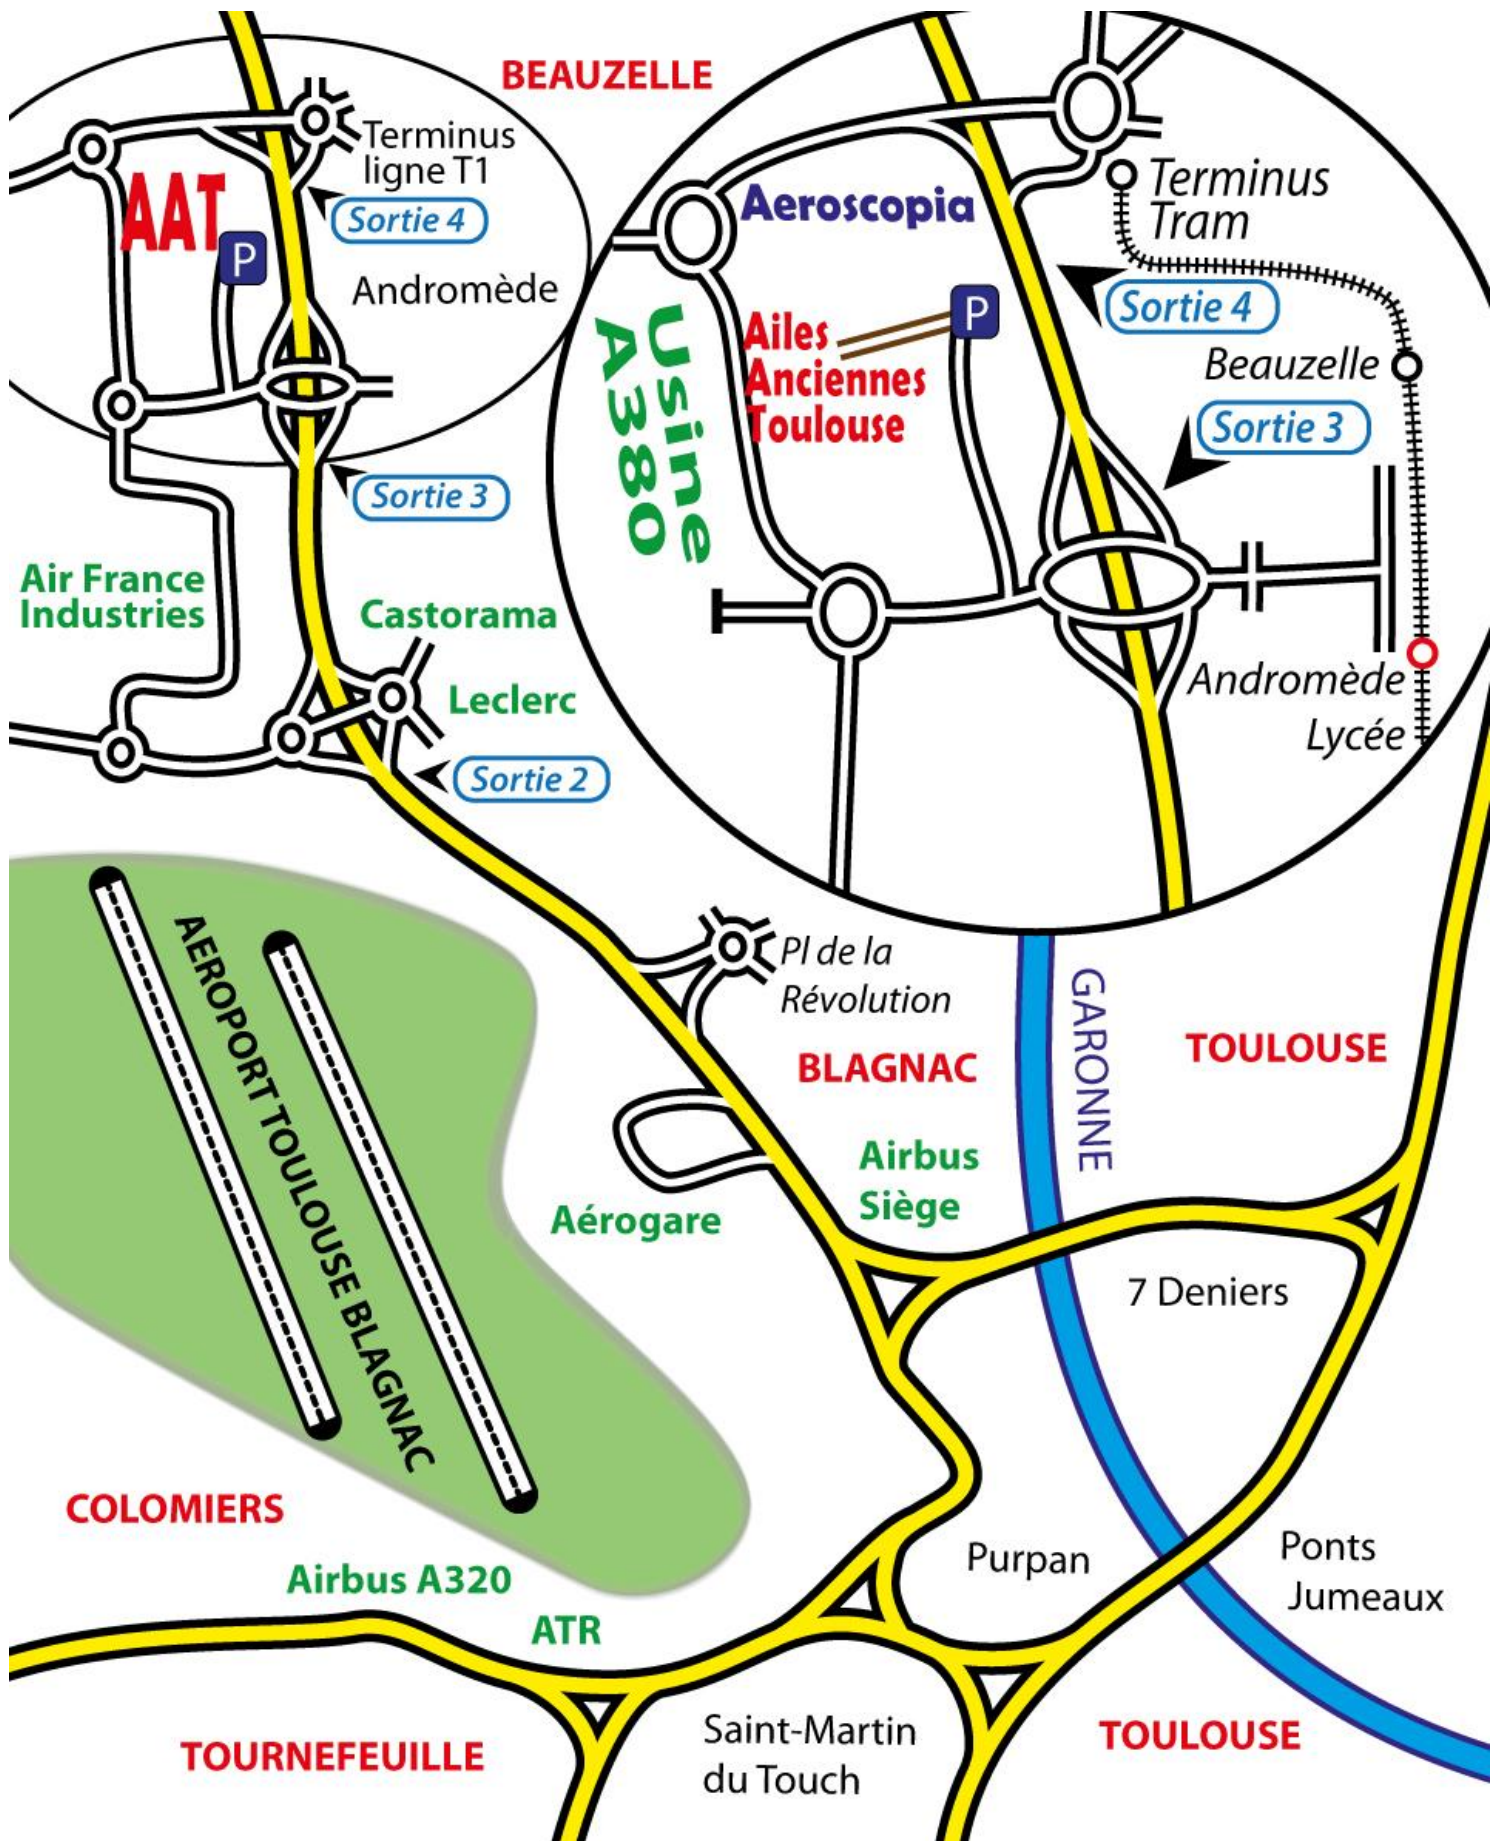 BEAUZELLE
Terminus
ligne T1
AAT
P
Sortie 4
Andromède
Sortie 3
Air France
Industries
Castorama
Leclerc
Sortie 2
Aeroscopia
Terminus
Tram
Usine
A380
Ailes
Anciennes
Toulouse
P
Sortie 4
Beauzelle
Sortie 3
Andromède
Lycée
AEROPORT TOULOUSE BLAGNAC
Pl de la
Révolution
BLAGNAC
GARONNE
TOULOUSE
Airbus
Siège
Aérogare
7 Deniers
COLOMIERS
Airbus A320
ATR
Purpan
Ponts
Jumeaux
TOURNEFEUILLE
Saint-Martin
du Touch
TOULOUSE